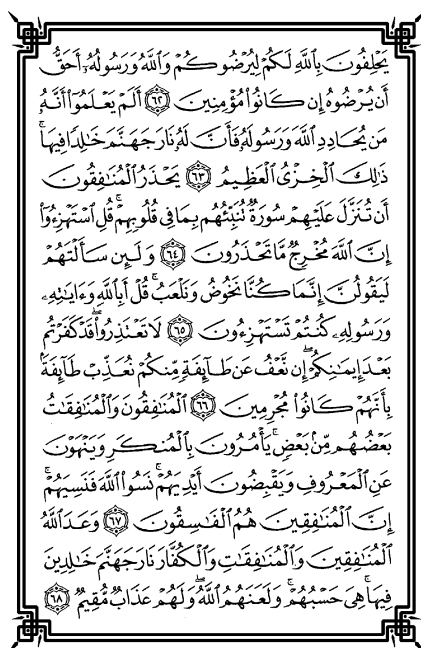 يَحْلِفُونَ بِٱللَّهِ لَكُمْ لِيُرْضُوكُمْ وَٱللَّهُ وَرَسُولُهُۥٓ أَحَقُّ
أَن يُرْضُوهُ إِن كَانُوا۟ مُؤْمِنِينَ ٦٢ أَلَمْ يَعْلَمُوٓا۟ أَنَّهُۥ
مَن يُحَادِدِ ٱللَّهَ وَرَسُولَهُۥ فَأَنَّ لَهُۥ نَارَ جَهَنَّمَ خَٰلِدًا فِيهَا ۚ
ذَٰلِكَ ٱلْخِزْىُ ٱلْعَظِيمُ ٦٣ يَحْذَرُ ٱلْمُنَٰفِقُونَ
أَن تُنَزَّلَ عَلَيْهِمْ سُورَةٌ تُنَبِّئُهُم بِمَا فِى قُلُوبِهِمْ ۚ قُلِ ٱسْتَهْزِءُوٓا۟
إِنَّ ٱللَّهَ مُخْرِجٌ مَّا تَحْذَرُونَ ٦٤ وَلَئِن سَأَلْتَهُمْ
لَيَقُولُنَّ إِنَّمَا كُنَّا نَخُوضُ وَنَلْعَبُ ۚ قُلْ أَبِٱللَّهِ وَءَايَٰتِهِۦ
وَرَسُولِهِۦ كُنتُمْ تَسْتَهْزِءُونَ ٦٥ لَا تَعْتَذِرُوا۟ ۖ قَدْ كَفَرْتُم
بَعْدَ إِيمَٰنِكُمْ ۚ إِن نَّعْفُ عَن طَآئِفَةٍ مِّنكُمْ نُعَذِّبْ طَآئِفَةًۢ
بِأَنَّهُمْ كَانُوا۟ مُجْرِمِينَ ٦٦ ٱلْمُنَٰفِقُونَ وَٱلْمُنَٰفِقَٰتُ
بَعْضُهُم مِّنۢ بَعْضٍ ۚ يَأْمُرُونَ بِٱلْمُنكَرِ وَيَنْهَوْنَ
عَنِ ٱلْمَعْرُوفِ وَيَقْبِضُونَ أَيْدِيَهُمْ ۚ نَسُوا۟ ٱللَّهَ فَنَسِيَهُمْ ۗ
إِنَّ ٱلْمُنَٰفِقِينَ هُمُ ٱلْفَٰسِقُونَ ٦٧ وَعَدَ ٱللَّهُ
ٱلْمُنَٰفِقِينَ وَٱلْمُنَٰفِقَٰتِ وَٱلْكُفَّارَ نَارَ جَهَنَّمَ خَٰلِدِينَ
فِيهَا ۚ هِىَ حَسْبُهُمْ ۚ وَلَعَنَهُمُ ٱللَّهُ ۖ وَلَهُمْ عَذَابٌ مُّقِيمٌ ٦٨